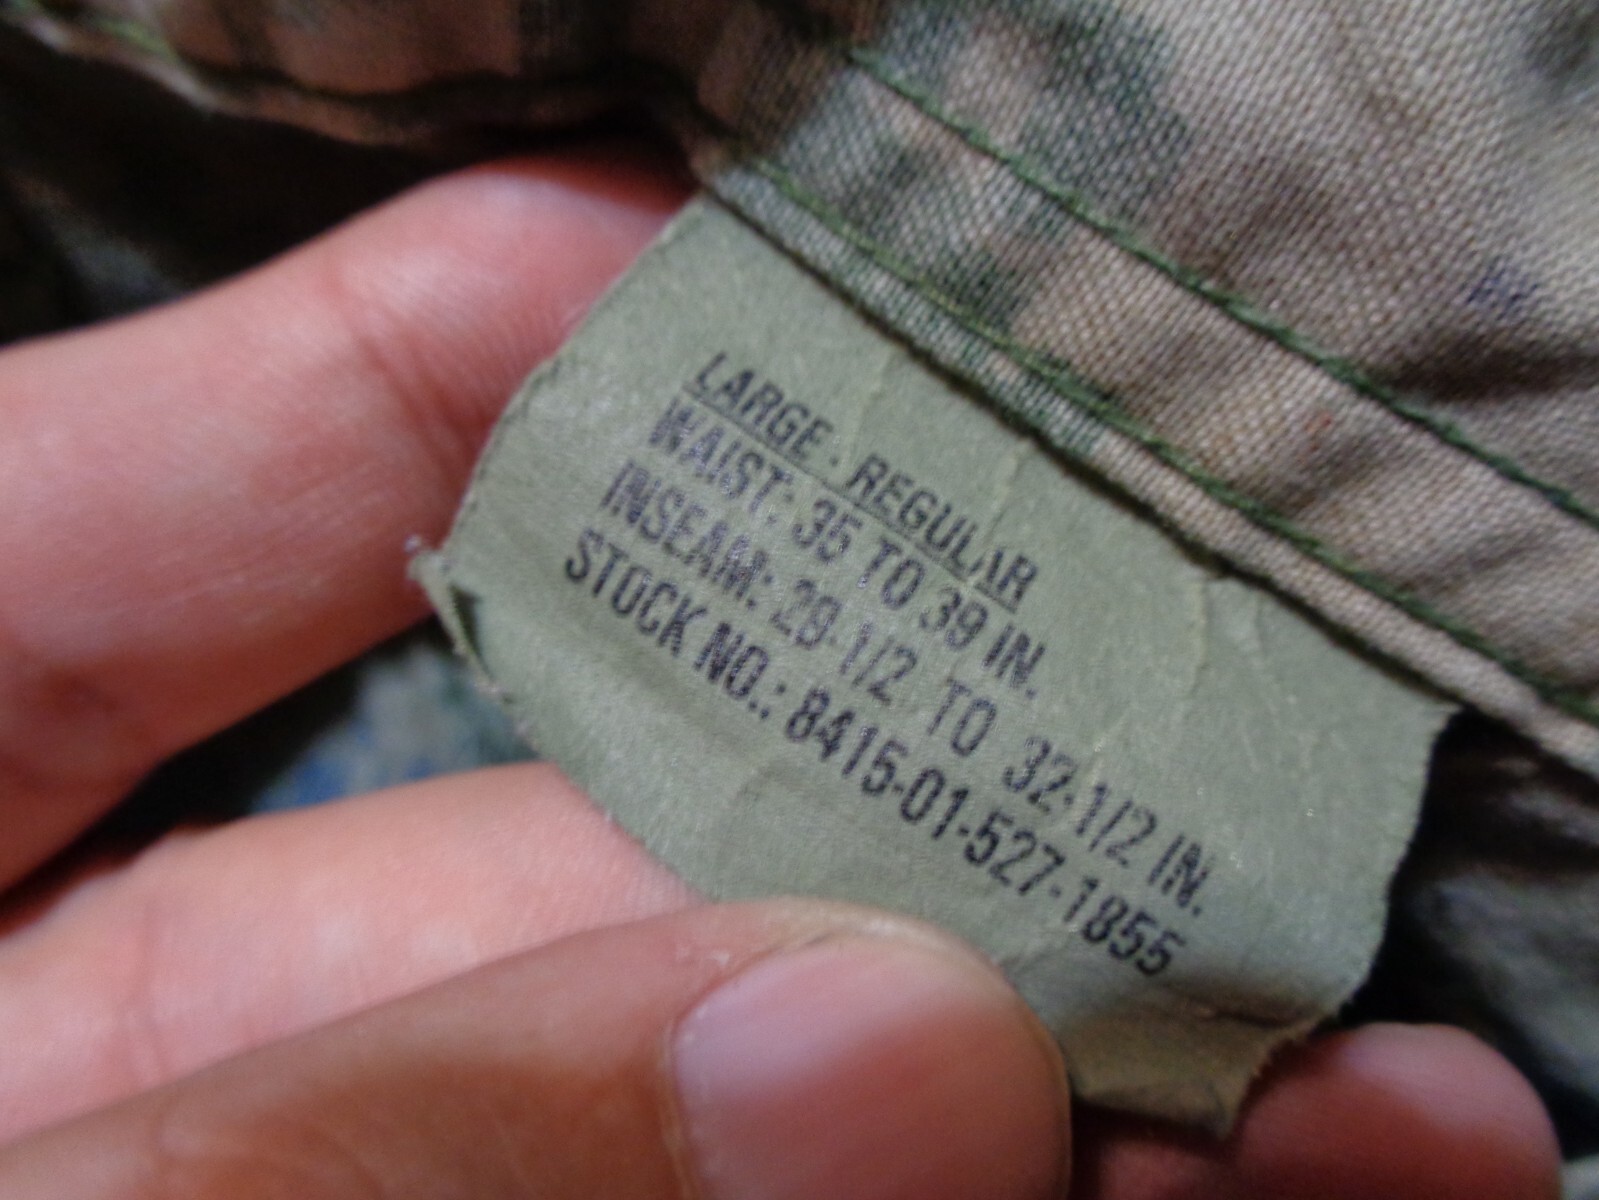 LARGE - REGULAR
WAIST: 35 TO 39 IN.
INSEAM: 29-1/2 TO 32-1/2 IN.
STOCK NO.: 8415-01-527-1855